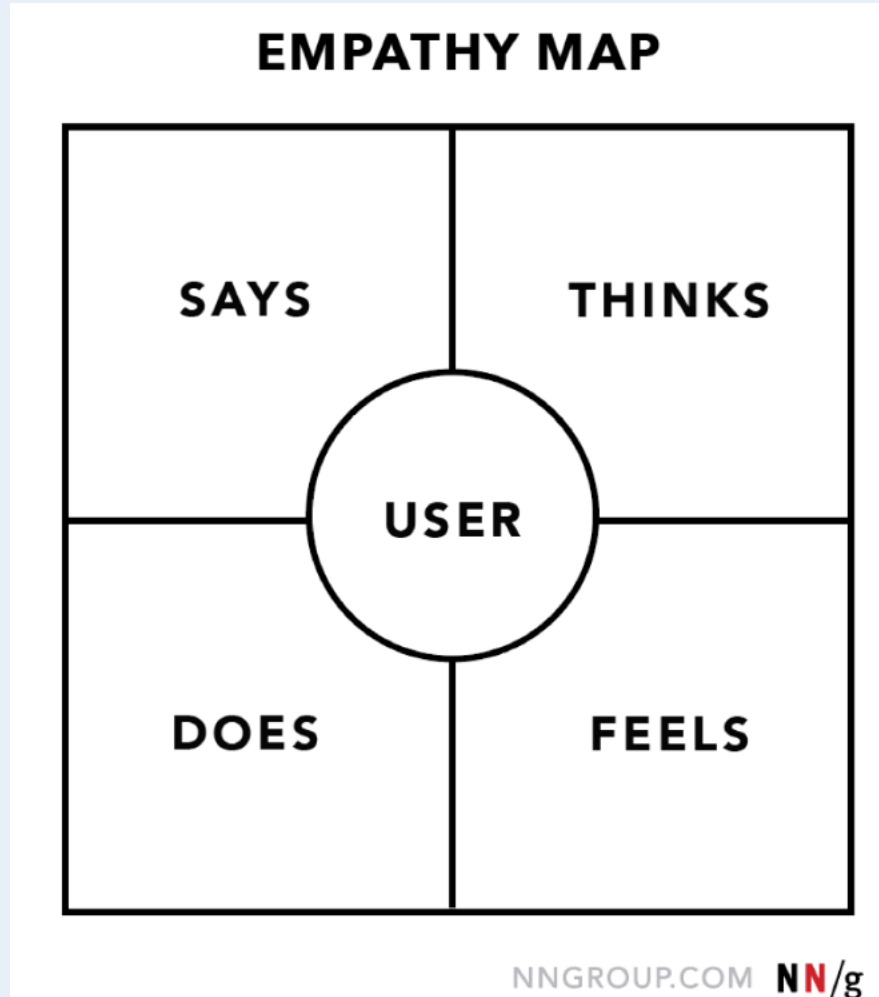 EMPATHY MAP
SAYS
THINKS
USER
DOES
FEELS
NNGROUP.COM NN/g